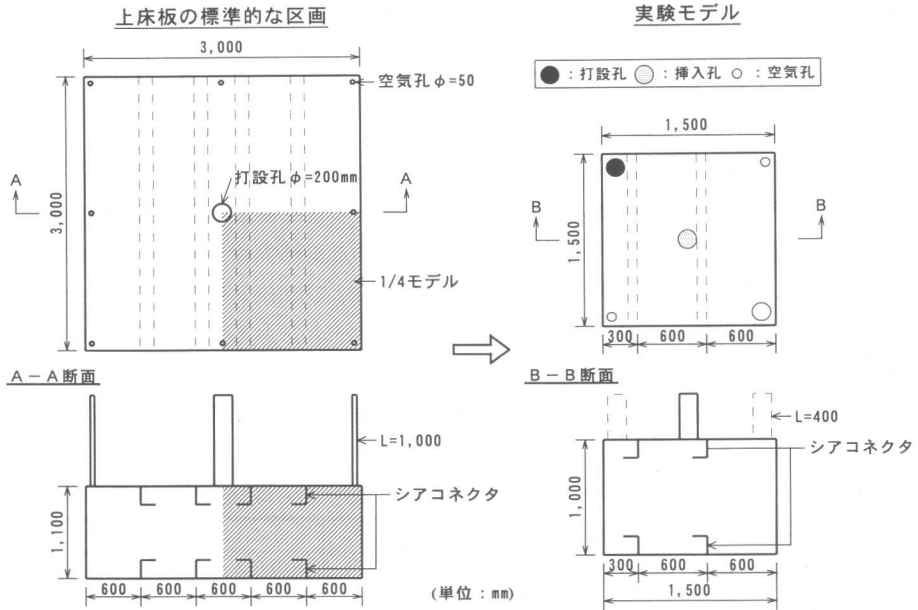 上床板の標準的な区画
3,000
空気孔φ=50
打設孔φ=200mm
A
A
3,000
1/4モデル
A-A断面
L=1,000
シアコネクタ
1,100
600 600 600 600 600
(単位:mm)
実験モデル
:打設孔 :挿入孔 :空気孔
1,500
B
B
1,500
300 600 600
B-B断面
L=400
シアコネクタ
1,000
300 600 600
1,500